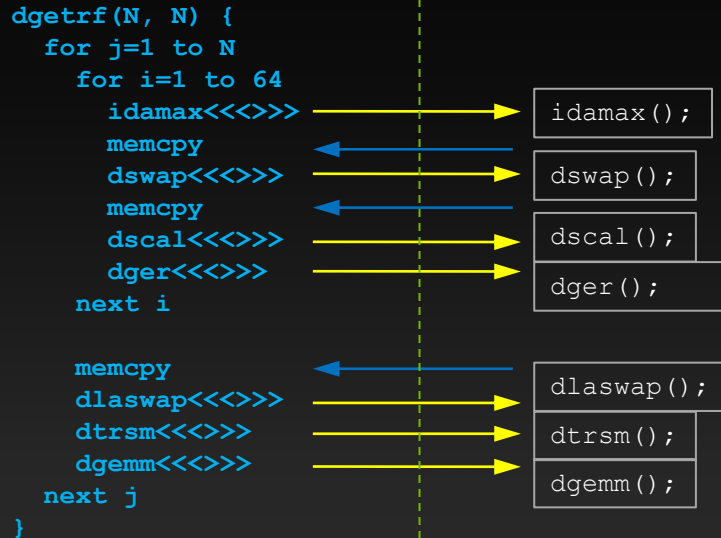 dgetrf(N, N) {
for j=1 to N
for i=1 to 64
idamax<<<>>>
memcpy
dswap<<<>>>
memcpy
dscal<<<>>>
dger<<<>>>
next i
memcpy
dlaswap<<<>>>
dtrsm<<<>>>
dgemm<<<>>>
next j
}
idamax();
dswap();
dscal();
dger();
dlaswap();
dtrsm();
dgemm();